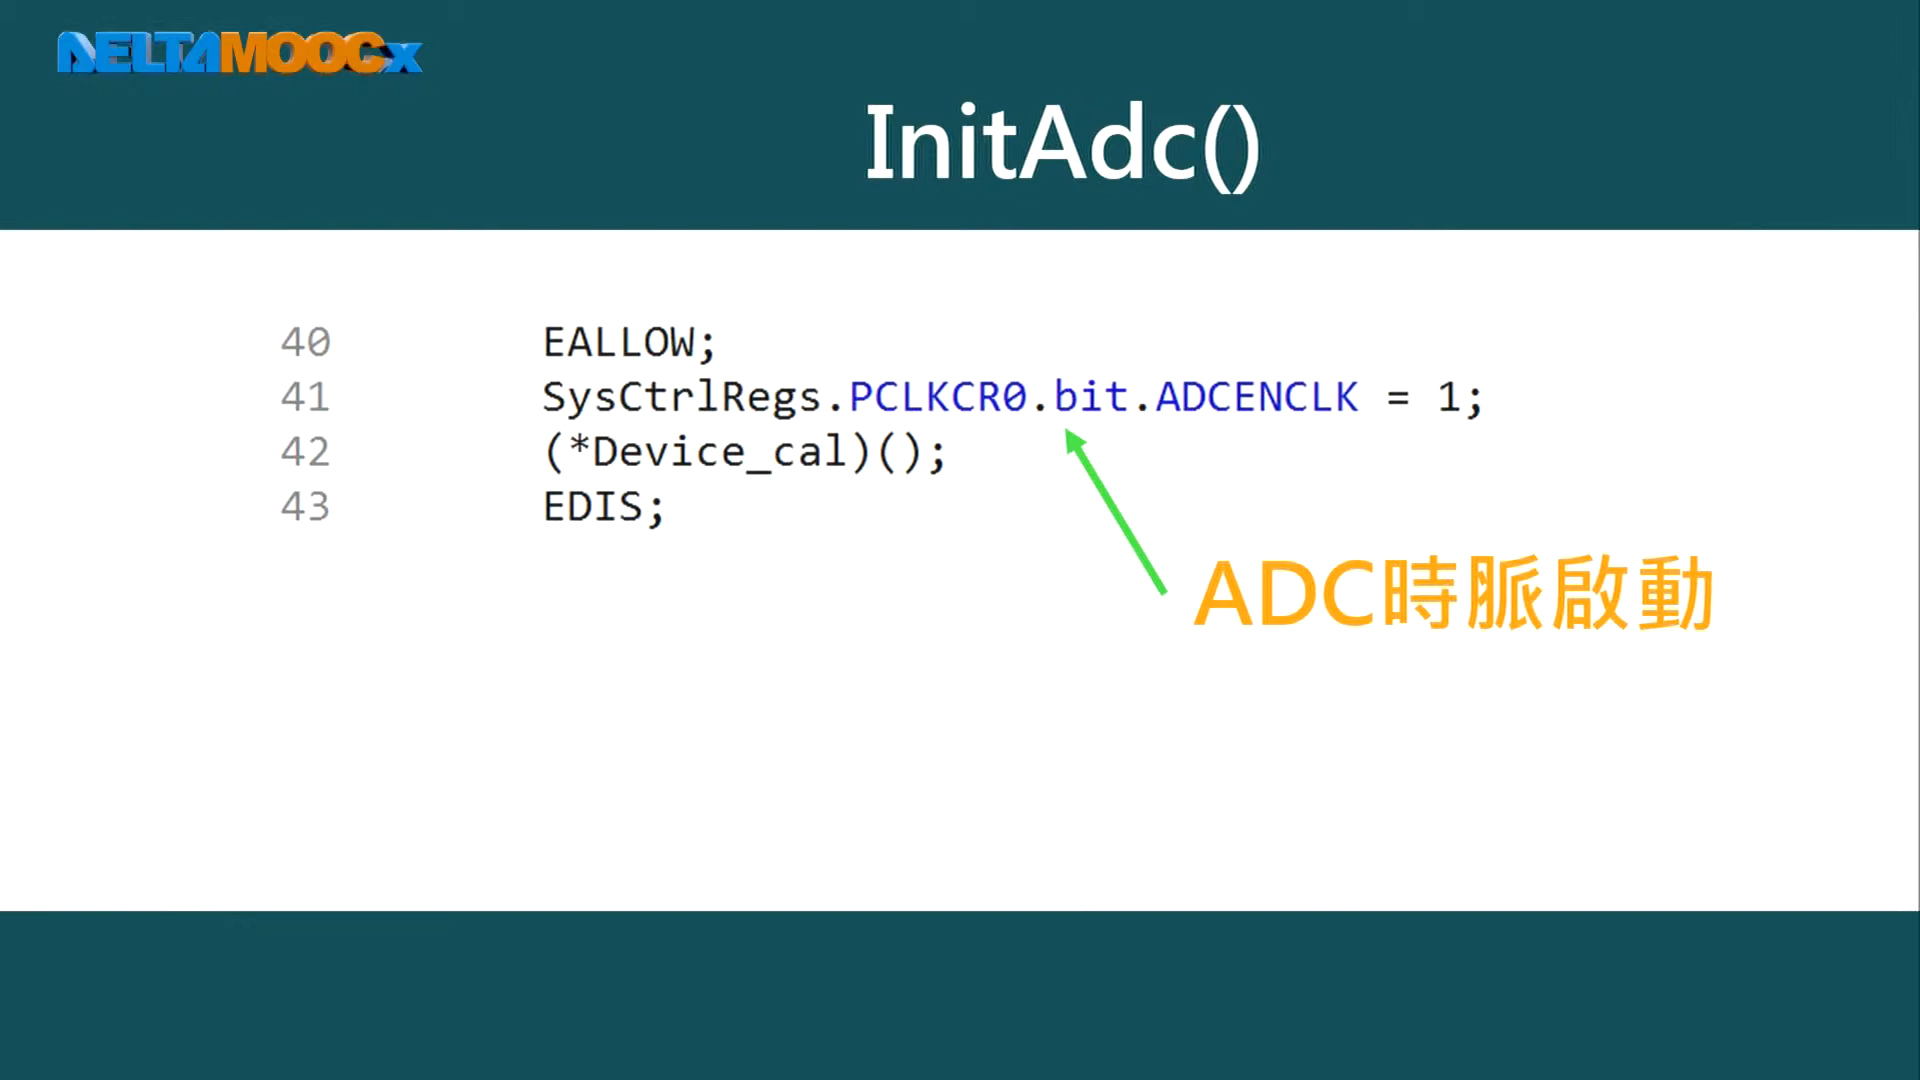 DELTAMOOCx
InitAdc()
40 EALLOW;
41 SysCtrlRegs.PCLKCR0.bit.ADCENCLK = 1;
42 (*Device_cal)();
43 EDIS;
ADC時脈啟動